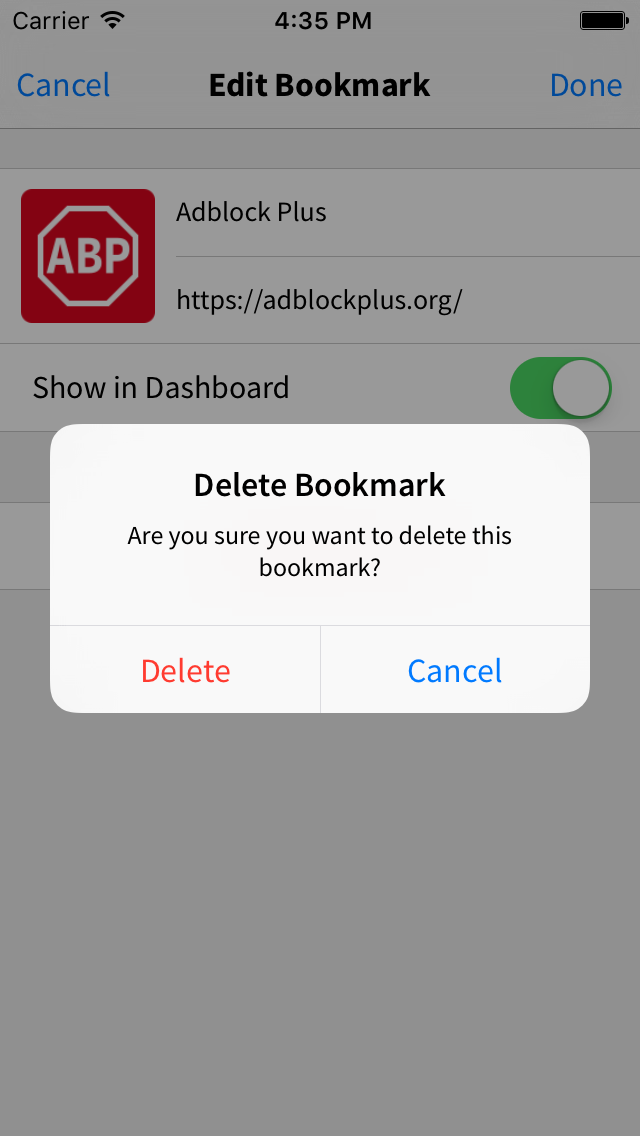 Carrier 4:35 PM
Cancel Edit Bookmark Done
ABP
Adblock Plus
https://adblockplus.org/
Show in Dashboard
Delete Bookmark
Are you sure you want to delete this
bookmark?
Delete Cancel